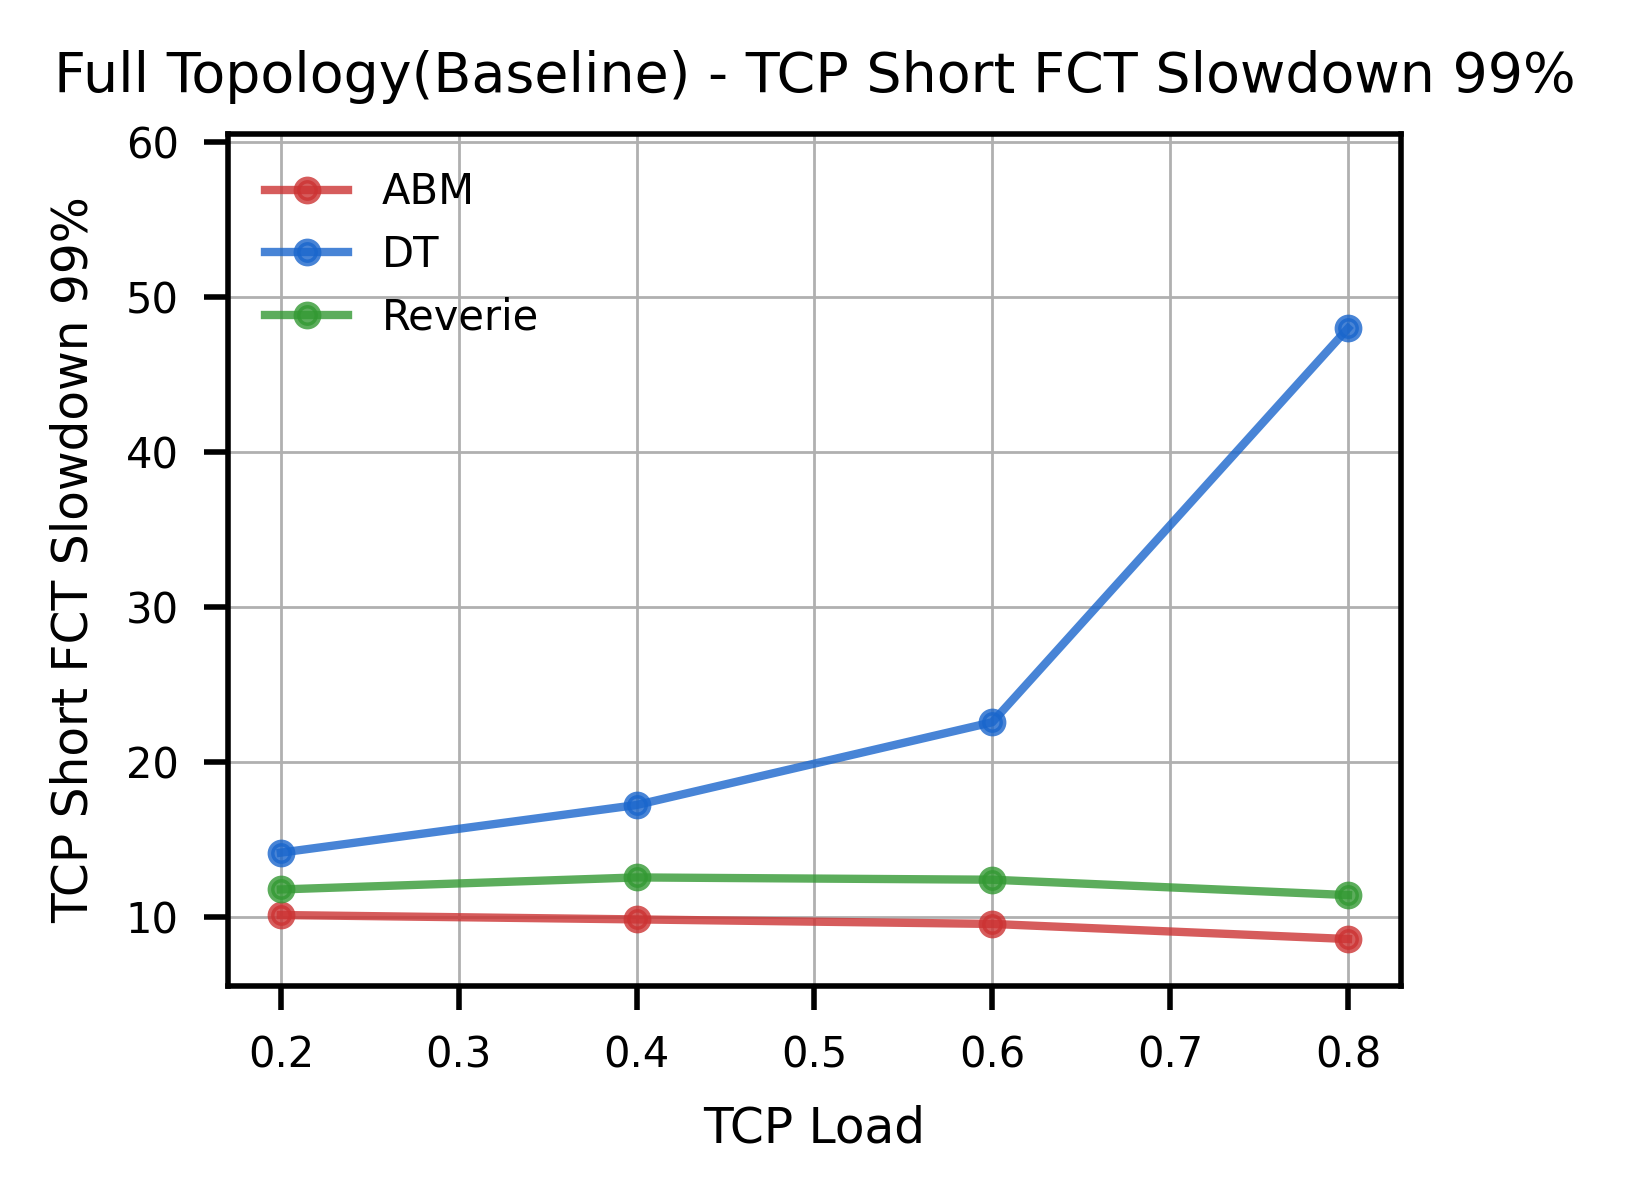 Full Topology(Baseline) - TCP Short FCT Slowdown 99%
TCP Short FCT Slowdown 99%
60
50
40
30
20
10
ABM
DT
Reverie
0.2 0.3 0.4 0.5 0.6 0.7 0.8
TCP Load